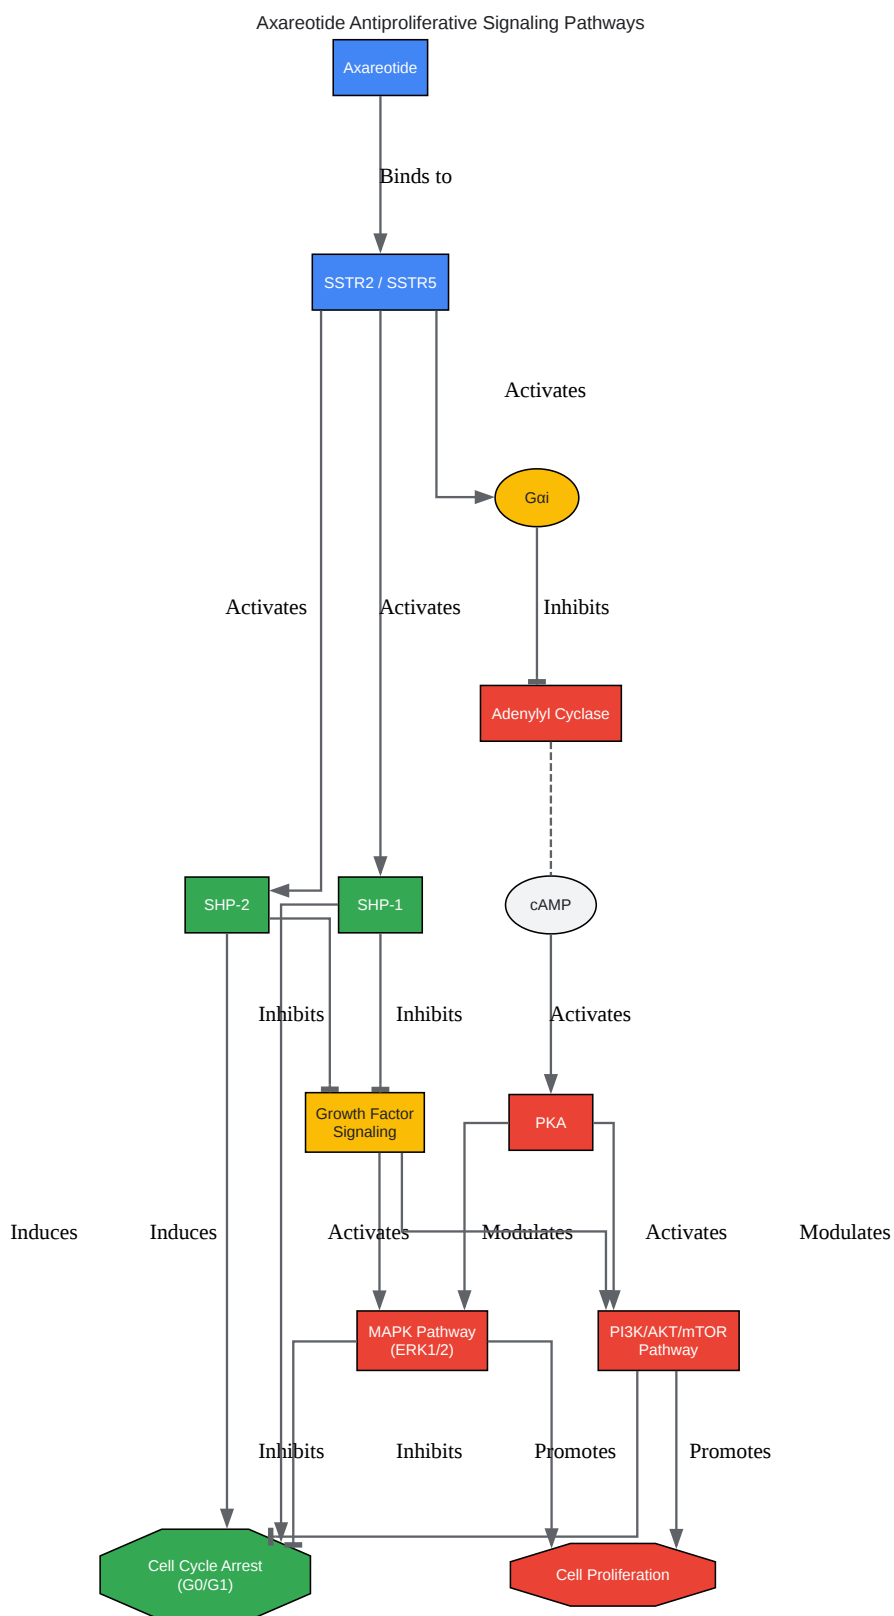 Axareotide Antiproliferative Signaling Pathways
Axareotide
Binds to
SSTR2 / SSTR5
Activates
Gαi
Activates
Activates
Inhibits
Adenylyl Cyclase
SHP-2
SHP-1
cAMP
Inhibits
Inhibits
Activates
Growth Factor
Signaling
PKA
Induces
Induces
Activates
Modulates
Activates
Modulates
MAPK Pathway
(ERK1/2)
PI3K/AKT/mTOR
Pathway
Inhibits
Inhibits
Promotes
Promotes
Cell Cycle Arrest
(G0/G1)
Cell Proliferation